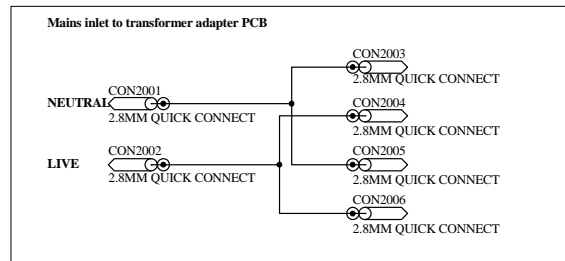 Mains inlet to transformer adapter PCB
CON2003
2.8MM QUICK CONNECT
CON2001
NEUTRAL
2.8MM QUICK CONNECT
CON2004
2.8MM QUICK CONNECT
CON2002
LIVE
2.8MM QUICK CONNECT
CON2005
2.8MM QUICK CONNECT
CON2006
2.8MM QUICK CONNECT